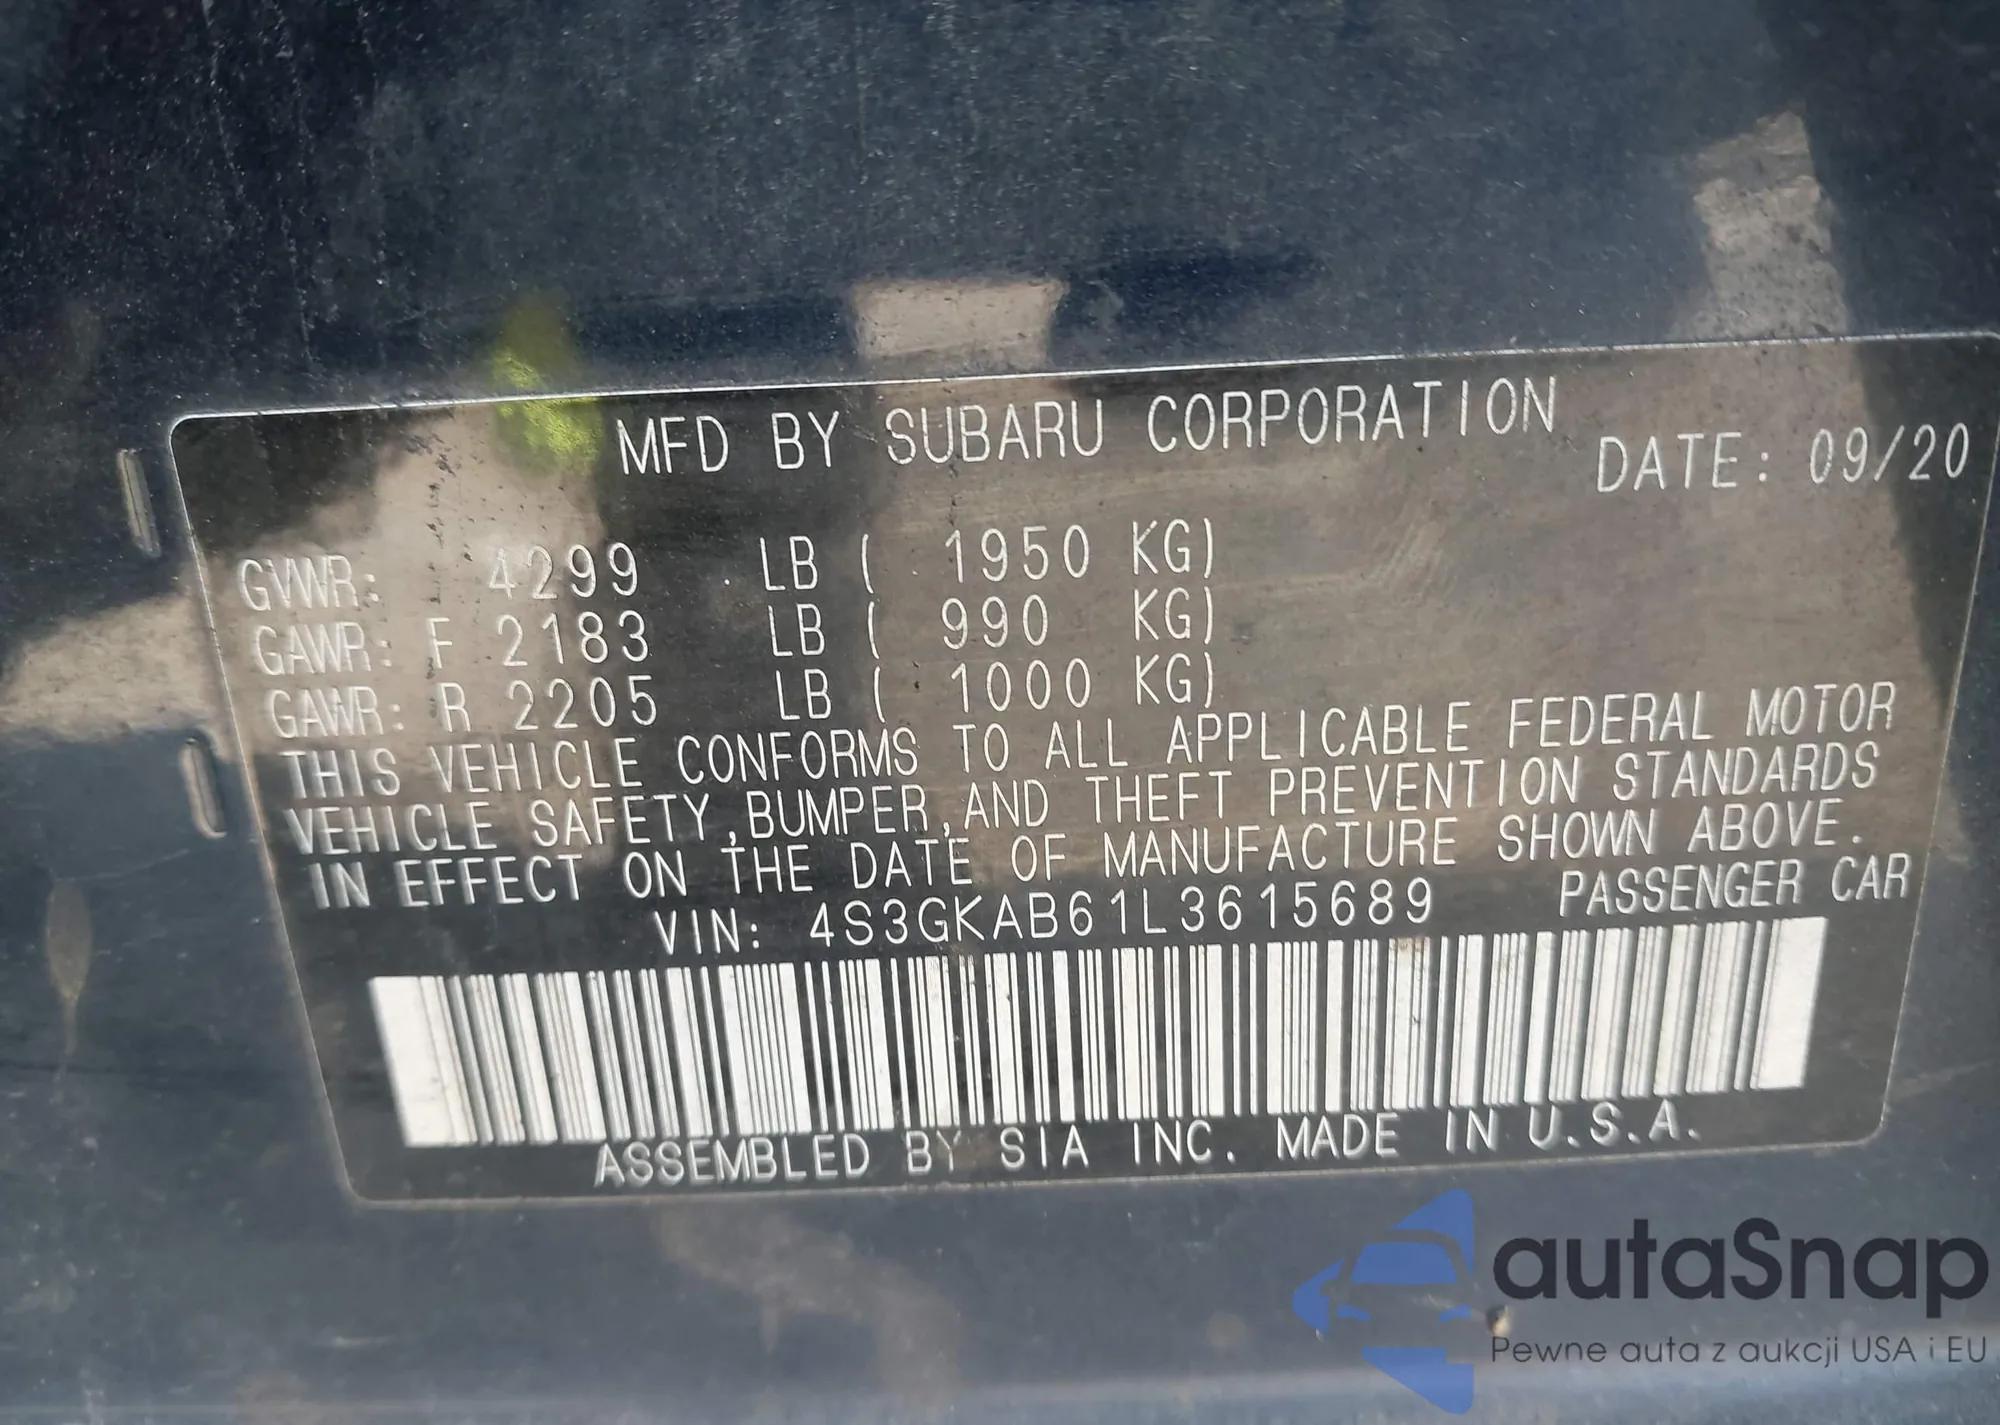 MFD BY SUBARU CORPORATION
DATE: 09/20
GVWR: 4299 LB ( 1950 KG)
GAWR: F 2183 LB ( 990 KG)
GAWR: R 2205 LB ( 1000 KG)
THIS VEHICLE CONFORMS TO ALL APPLICABLE FEDERAL MOTOR
VEHICLE SAFETY,BUMPER,AND THEFT PREVENTION STANDARDS
IN EFFECT ON THE DATE OF MANUFACTURE SHOWN ABOVE.
VIN: 4S3GKAB61L3615689 PASSENGER CAR
ASSEMBLED BY SIA INC. MADE IN U.S.A.
autaSnap
Pewne auta z aukcji USA i EU